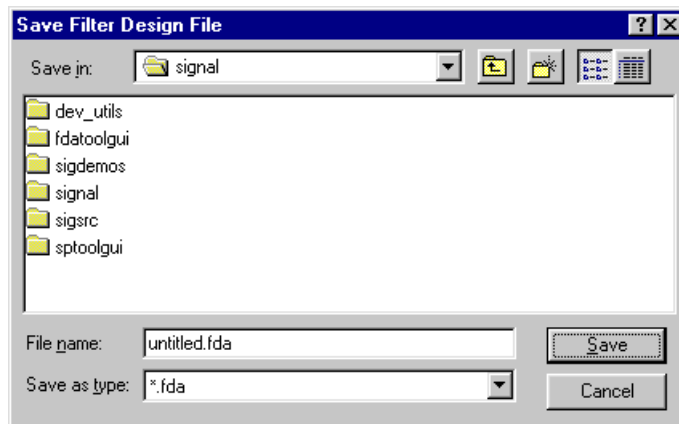 Save Filter Design File
Save in: signal
dev_utils
fdatoolgui
sigdemos
signal
sigsrc
sptoolgui
File name: untitled.fda Save
Save as type: *.fda Cancel